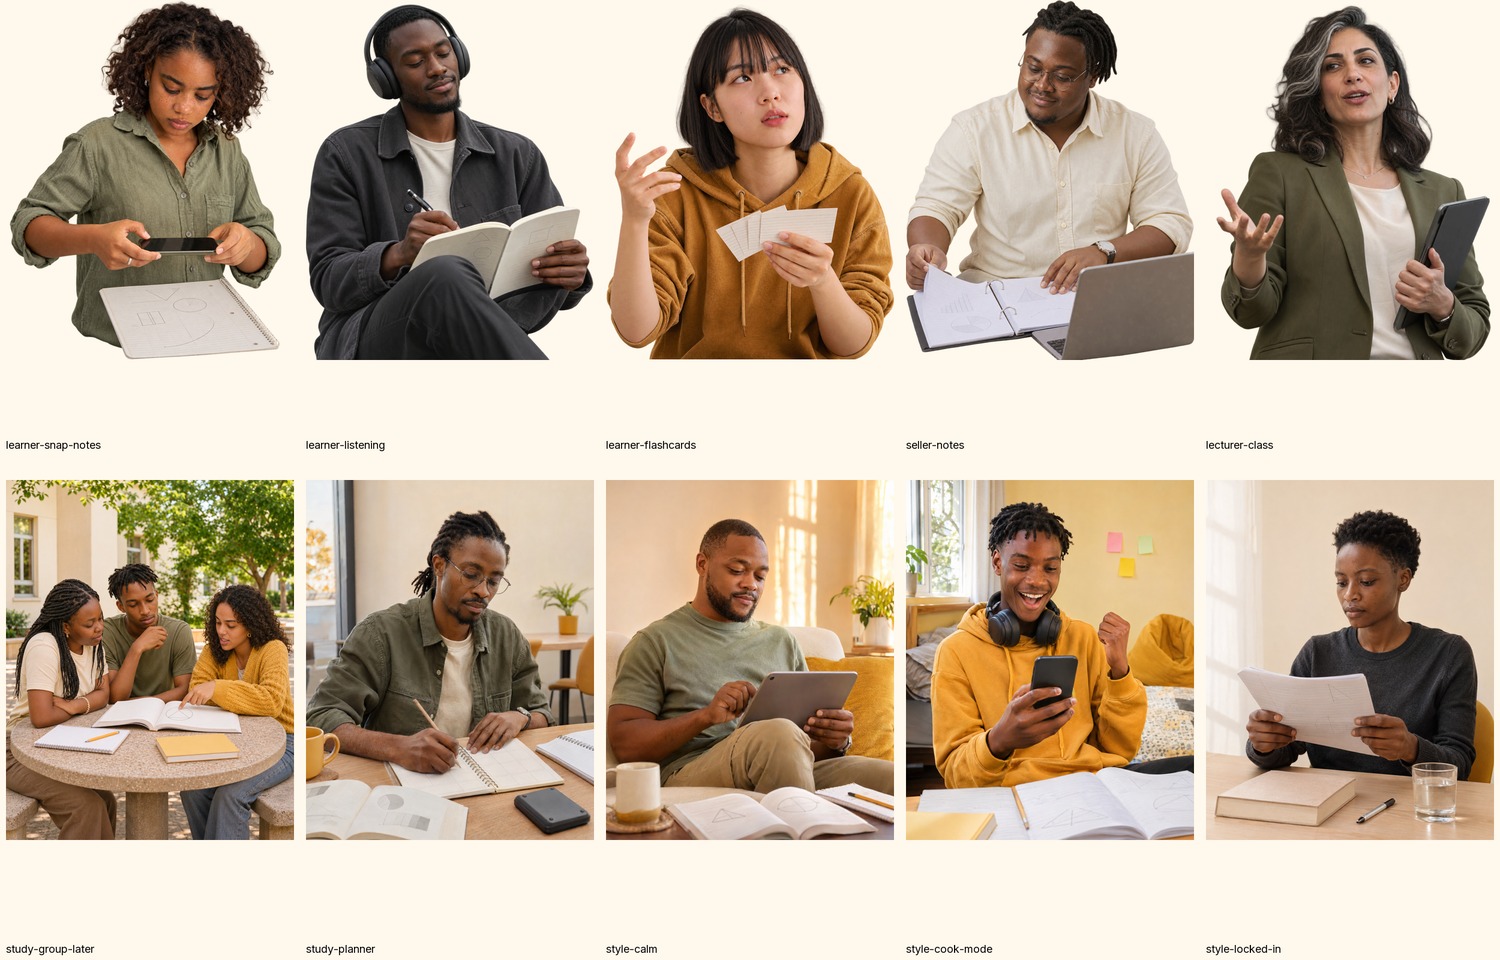 learner-snap-notes
learner-listening
learner-flashcards
seller-notes
lecturer-class
study-group-later
study-planner
style-calm
style-cook-mode
style-locked-in